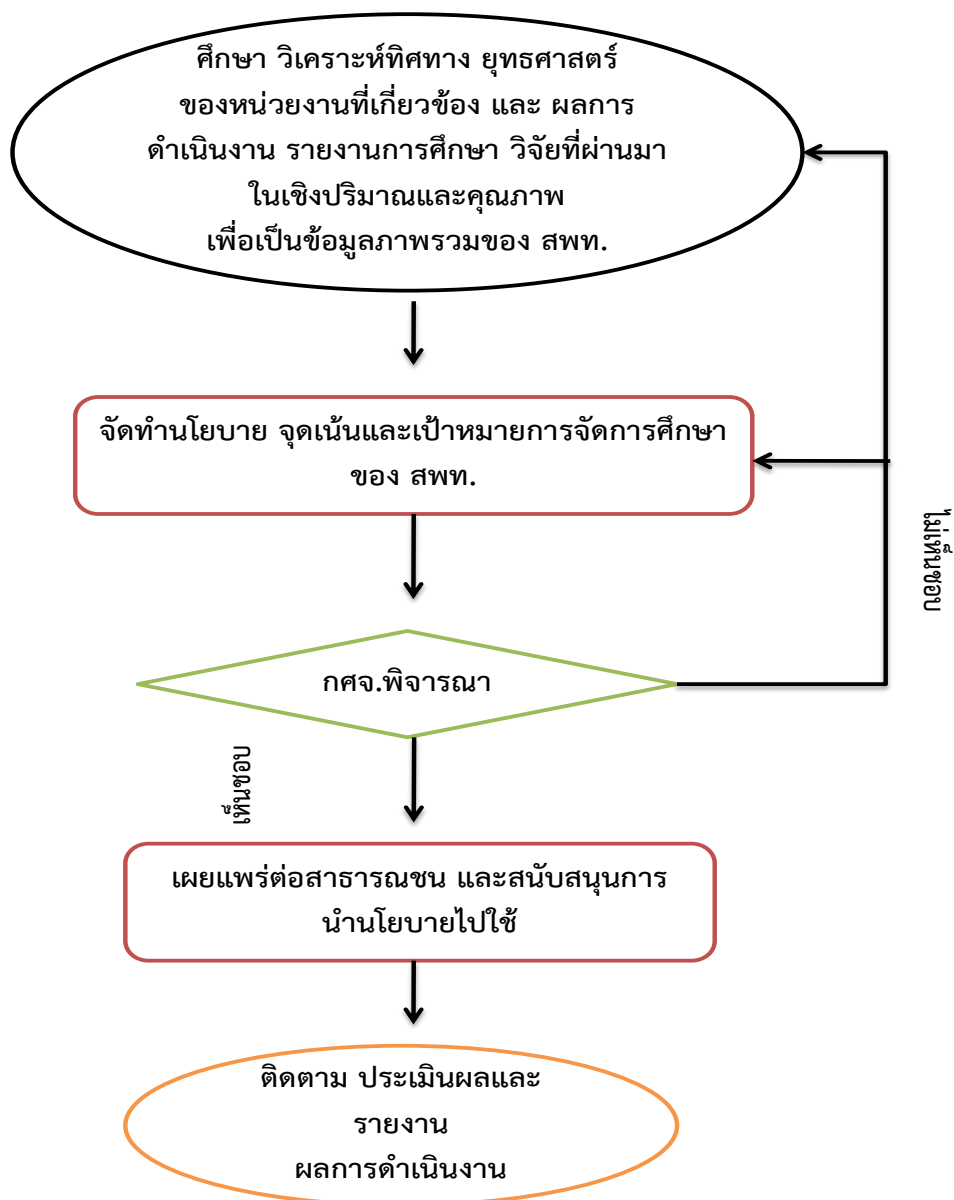 ศึกษา วิเคราะห์ทิศทาง ยุทธศาสตร์
ของหน่วยงานที่เกี่ยวข้อง และ ผลการ
ดำเนินงาน รายงานการศึกษา วิจัยที่ผ่านมา
ในเชิงปริมาณและคุณภาพ
เพื่อเป็นข้อมูลภาพรวมของ สพท.
จัดทำนโยบาย จุดเน้นและเป้าหมายการจัดการศึกษา
ของ สพท.
ไม่เห็นชอบ
กศจ.พิจารณา
เห็นชอบ
เผยแพร่ต่อสาธารณชน และสนับสนุนการ
นำนโยบายไปใช้
ติดตาม ประเมินผลและ
รายงาน
ผลการดำเนินงาน